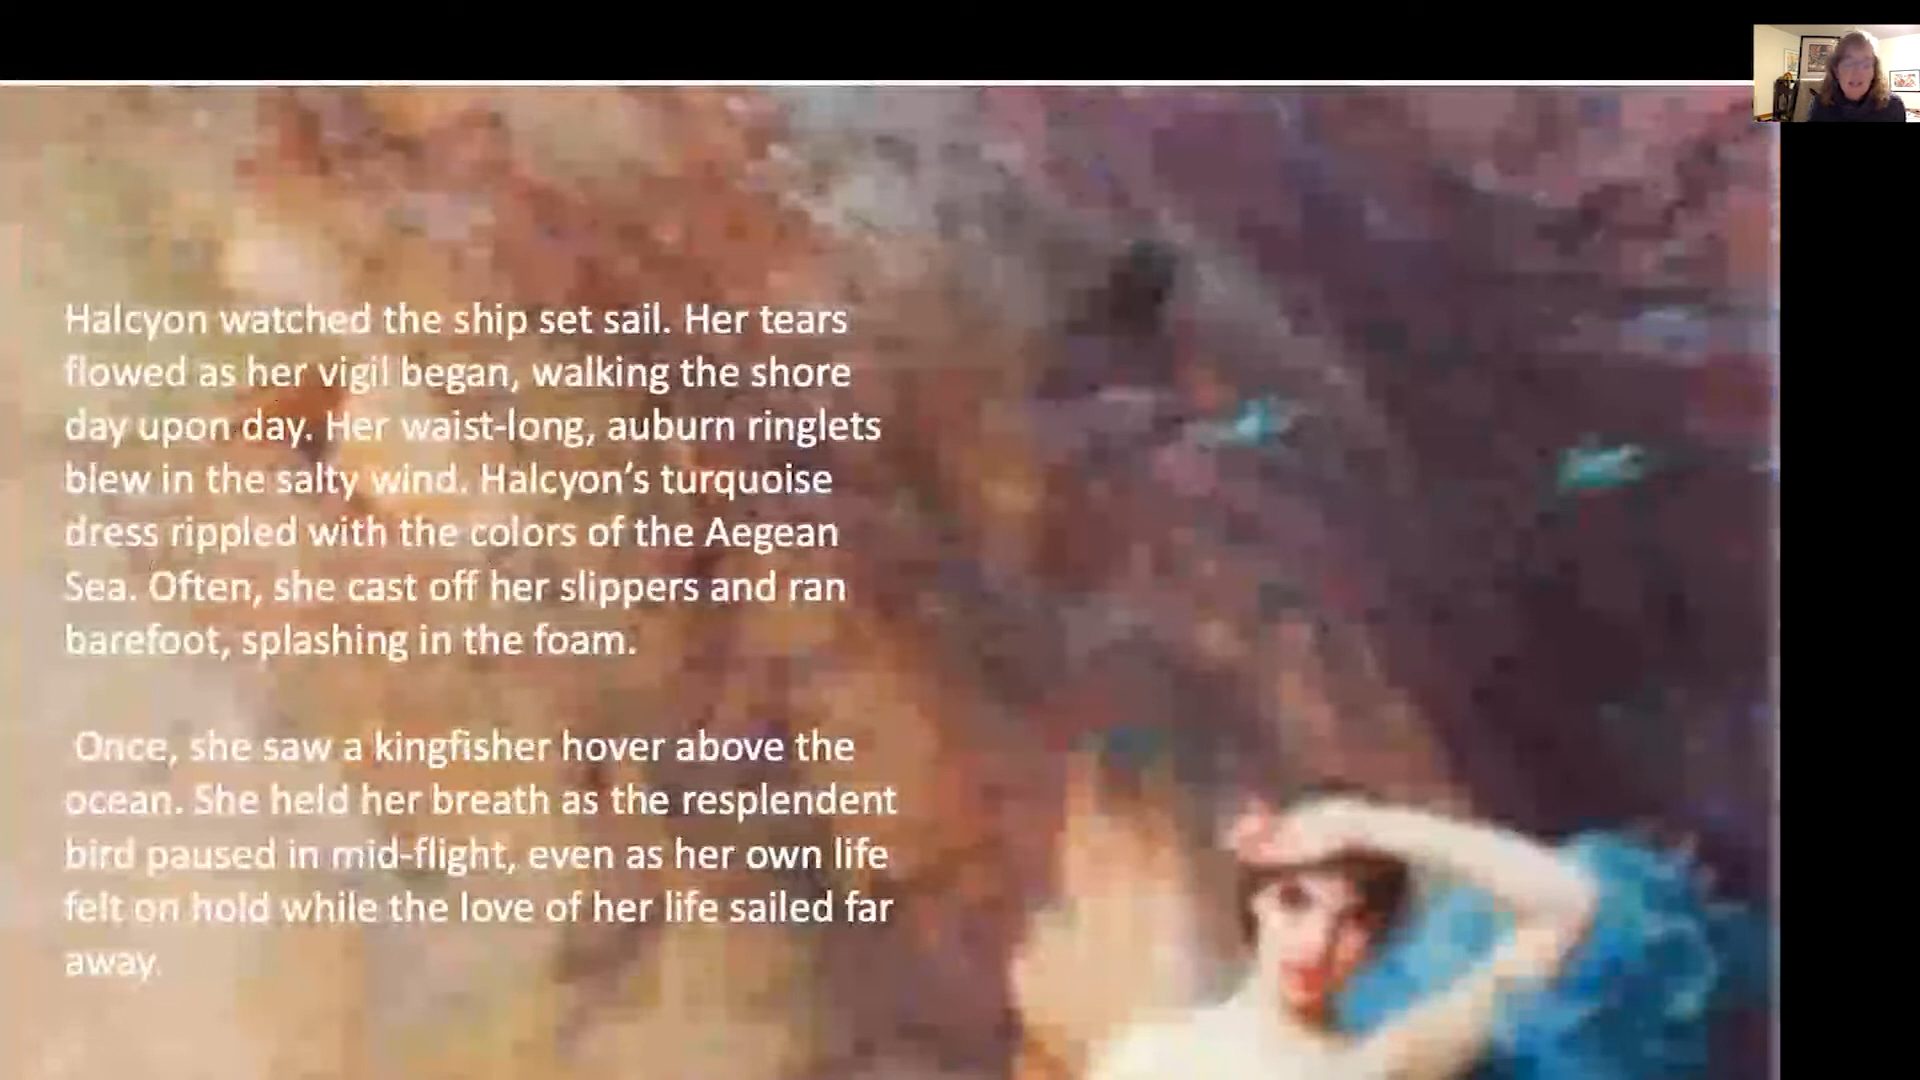 Halcyon watched the ship set sail. Her tears
flowed as her vigil began, walking the shore
day upon day. Her waist-long, auburn ringlets
blew in the salty wind. Halcyon’s turquoise
dress rippled with the colors of the Aegean
Sea. Often, she cast off her slippers and ran
barefoot, splashing in the foam.
Once, she saw a kingfisher hover above the
ocean. She held her breath as the resplendent
bird paused in mid-flight, even as her own life
felt on hold while the love of her life sailed far
away.